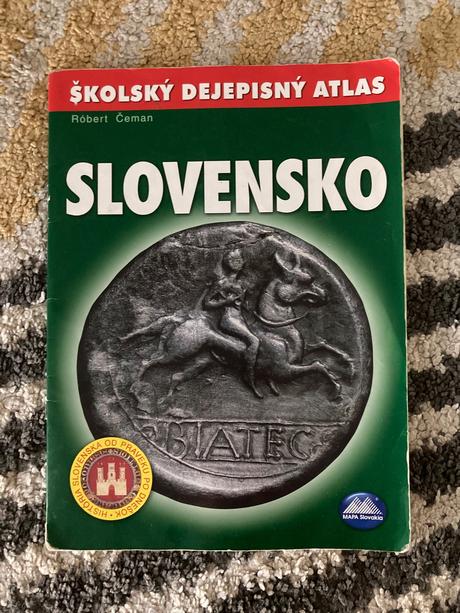 ŠKOLSKÝ DEJEPISNÝ ATLAS
Róbert Čeman
SLOVENSKO
BIATEC
HISTÓRIA SLOVENSKA OD PRAVEKU PO DNEŠOK •
MAPA Slovakia